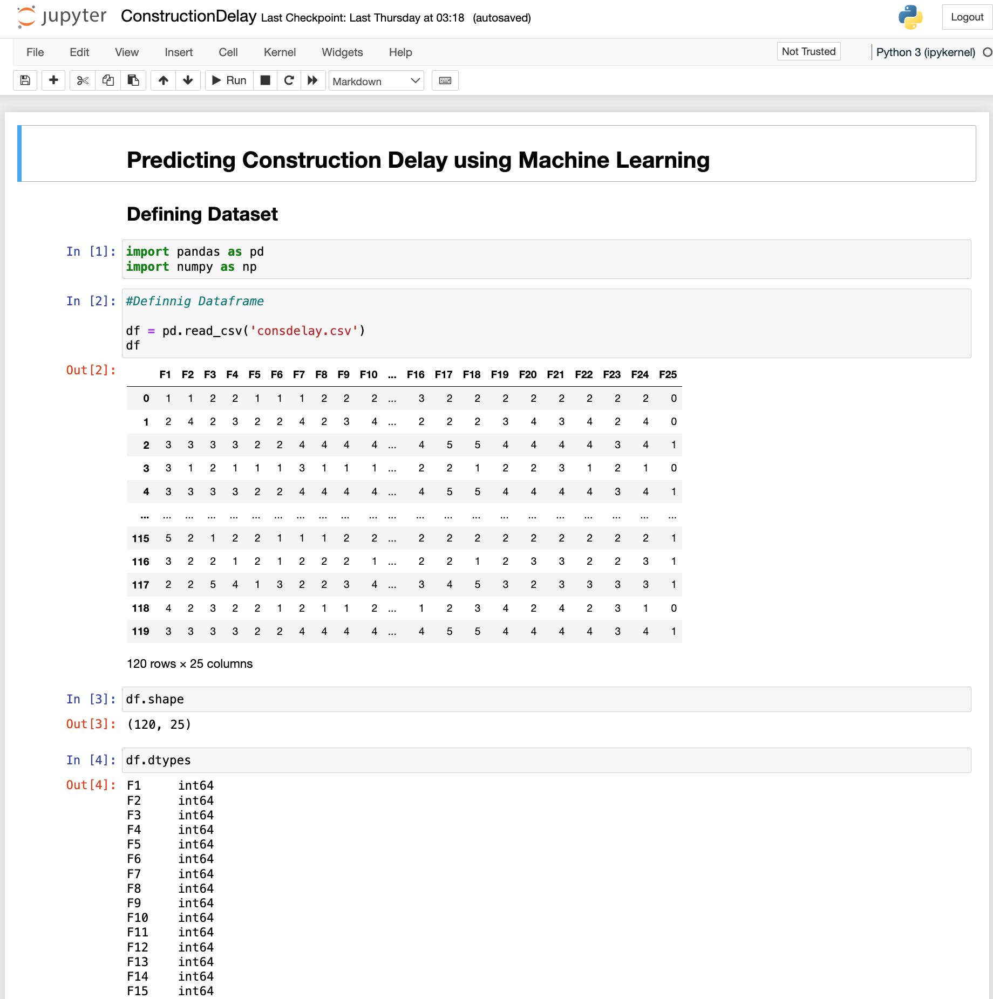 jupyter ConstructionDelay Last Checkpoint: Last Thursday at 03:18 (autosaved) Logout
File Edit View Insert Cell Kernel Widgets Help Not Trusted Python 3 (ipykernel)
Run Markdown
Predicting Construction Delay using Machine Learning
Defining Dataset
In [1]: import pandas as pd
import numpy as np
In [2]: #Definnig Dataframe
df = pd.read_csv('consdelay.csv')
df
Out[2]: F1 F2 F3 F4 F5 F6 F7 F8 F9 F10 ... F16 F17 F18 F19 F20 F21 F22 F23 F24 F25
0 1 1 2 2 1 1 1 2 2 2 ... 3 2 2 2 2 2 2 2 2 0
1 2 4 2 3 2 2 4 2 3 4 ... 2 2 2 3 4 3 4 2 4 0
2 3 3 3 3 2 2 4 4 4 4 ... 4 5 5 4 4 4 4 3 4 1
3 3 1 2 1 1 1 3 1 1 1 ... 2 2 1 2 2 3 1 2 1 0
4 3 3 3 3 2 2 4 4 4 4 ... 4 5 5 4 4 4 4 3 4 1
... ... ... ... ... ... ... ... ... ... ... ... ... ... ... ... ... ... ... ... ... ...
115 5 2 1 2 2 1 1 1 2 2 ... 2 2 2 2 2 2 2 2 2 1
116 3 2 2 1 2 1 2 2 2 1 ... 2 2 1 2 3 3 2 2 3 1
117 2 2 5 4 1 3 2 2 3 4 ... 3 4 5 3 2 3 3 3 3 1
118 4 2 3 2 2 1 2 1 1 2 ... 1 2 3 4 2 4 2 3 1 0
119 3 3 3 3 2 2 4 4 4 4 ... 4 5 5 4 4 4 4 3 4 1
120 rows × 25 columns
In [3]: df.shape
Out[3]: (120, 25)
In [4]: df.dtypes
Out[4]: F1 int64
F2 int64
F3 int64
F4 int64
F5 int64
F6 int64
F7 int64
F8 int64
F9 int64
F10 int64
F11 int64
F12 int64
F13 int64
F14 int64
F15 int64